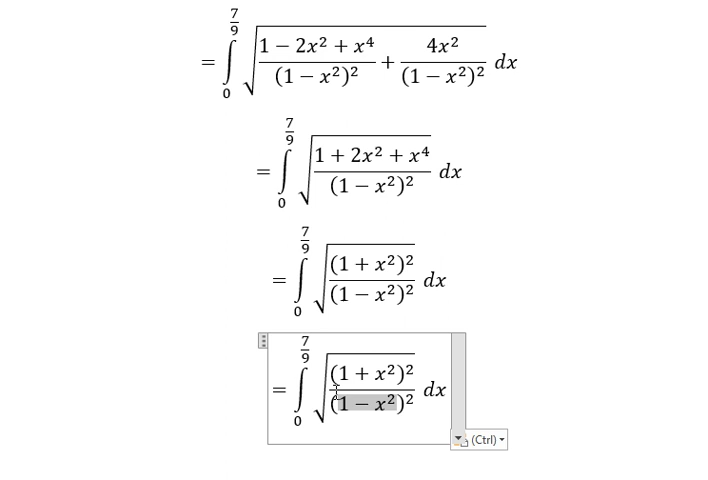 = ∫₀^(7/9) √((1 − 2x² + x⁴)/(1 − x²)² + 4x²/(1 − x²)²) dx
= ∫₀^(7/9) √((1 + 2x² + x⁴)/(1 − x²)²) dx
= ∫₀^(7/9) √((1 + x²)²/(1 − x²)²) dx
= ∫₀^(7/9) √((1 + x²)²/(1 − x²)²) dx
(Ctrl)